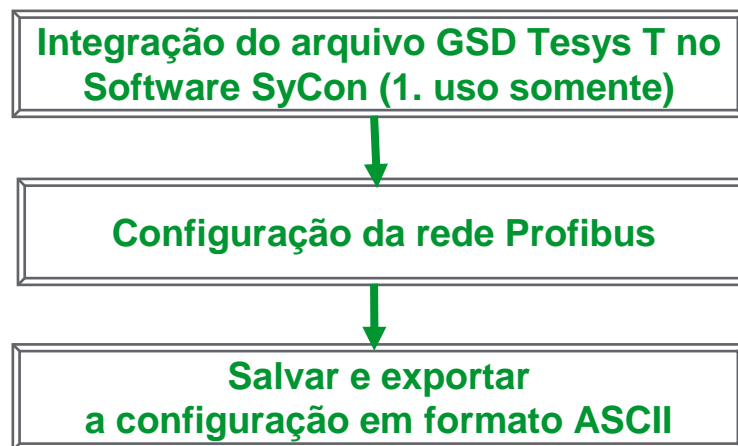 Integração do arquivo GSD Tesys T no
Software SyCon (1. uso somente)
Configuração da rede Profibus
Salvar e exportar
a configuração em formato ASCII